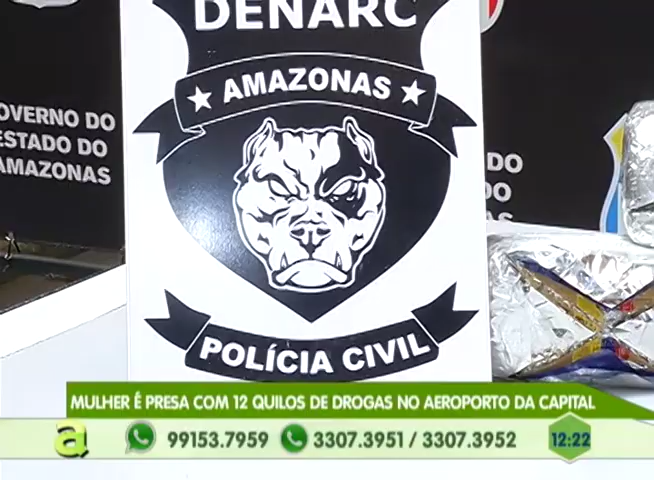 DENARC
AMAZONAS
GOVERNO DO
ESTADO DO
AMAZONAS
DO
DO
POLÍCIA CIVIL
MULHER É PRESA COM 12 QUILOS DE DROGAS NO AEROPORTO DA CAPITAL
a 99153.7959 3307.3951 / 3307.3952 12:22